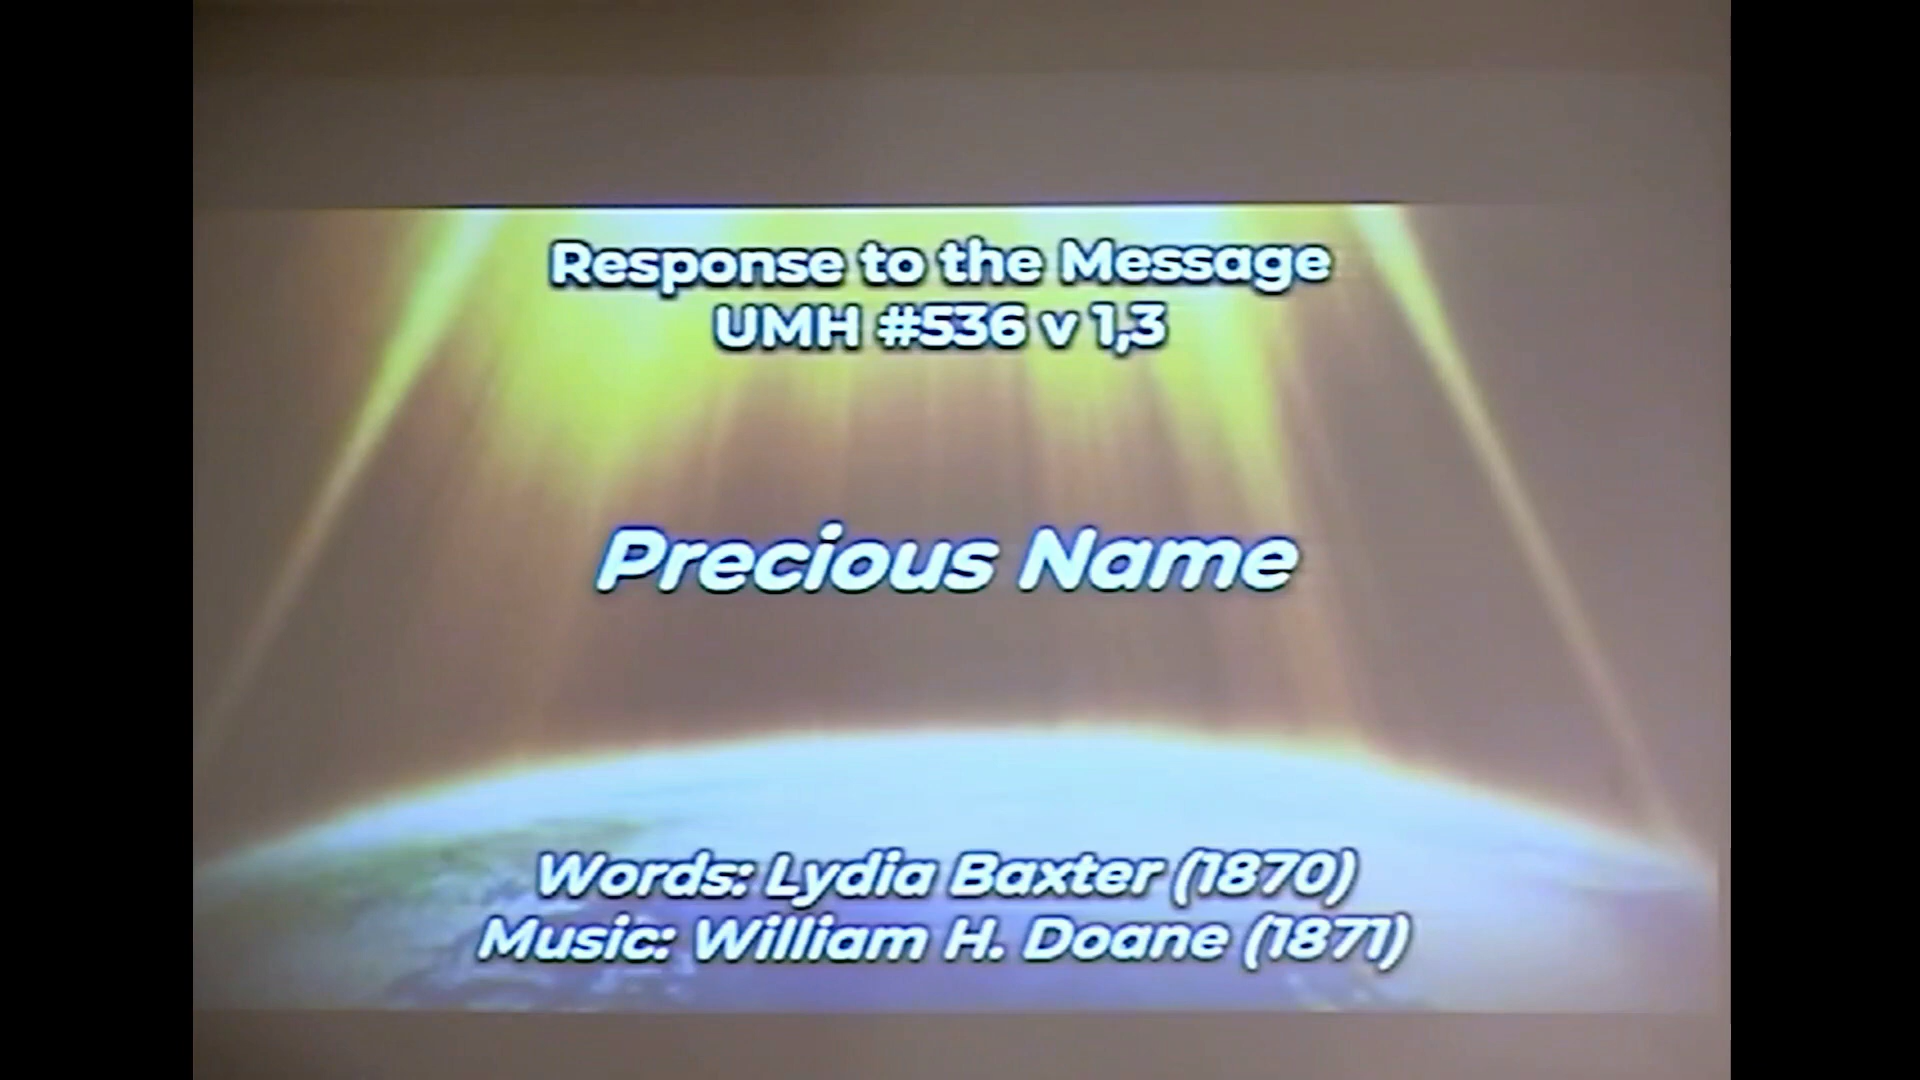 Response to the Message
UMH #536 v 1,3
Precious Name
Words: Lydia Baxter (1870)
Music: William H. Doane (1871)